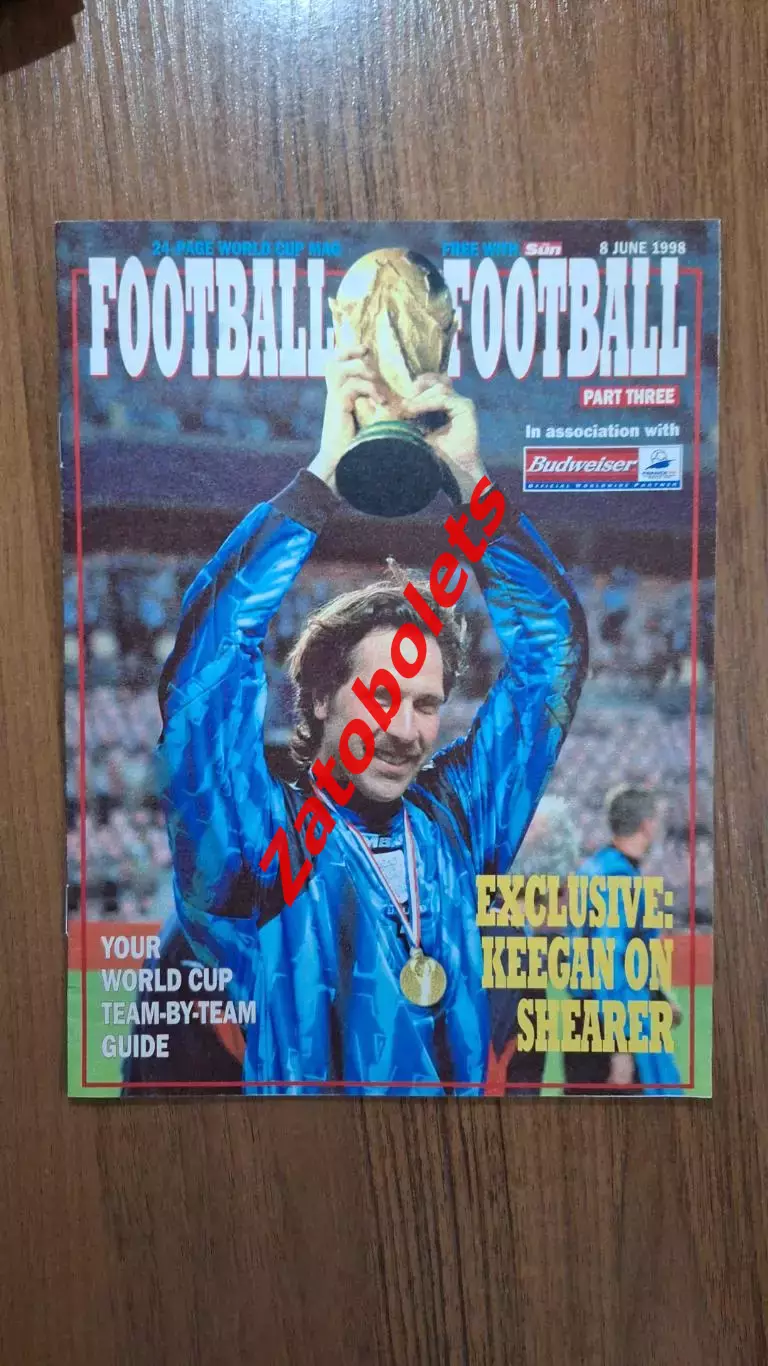 24-PAGE WORLD CUP MAG
FREE WITH Sun
8 JUNE 1998
FOOTBALL FOOTBALL
PART THREE
In association with
Budweiser
OFFICIAL WORLDWIDE PARTNER
Zatobolets
EXCLUSIVE:
KEEGAN ON
SHEARER
YOUR
WORLD CUP
TEAM-BY-TEAM
GUIDE